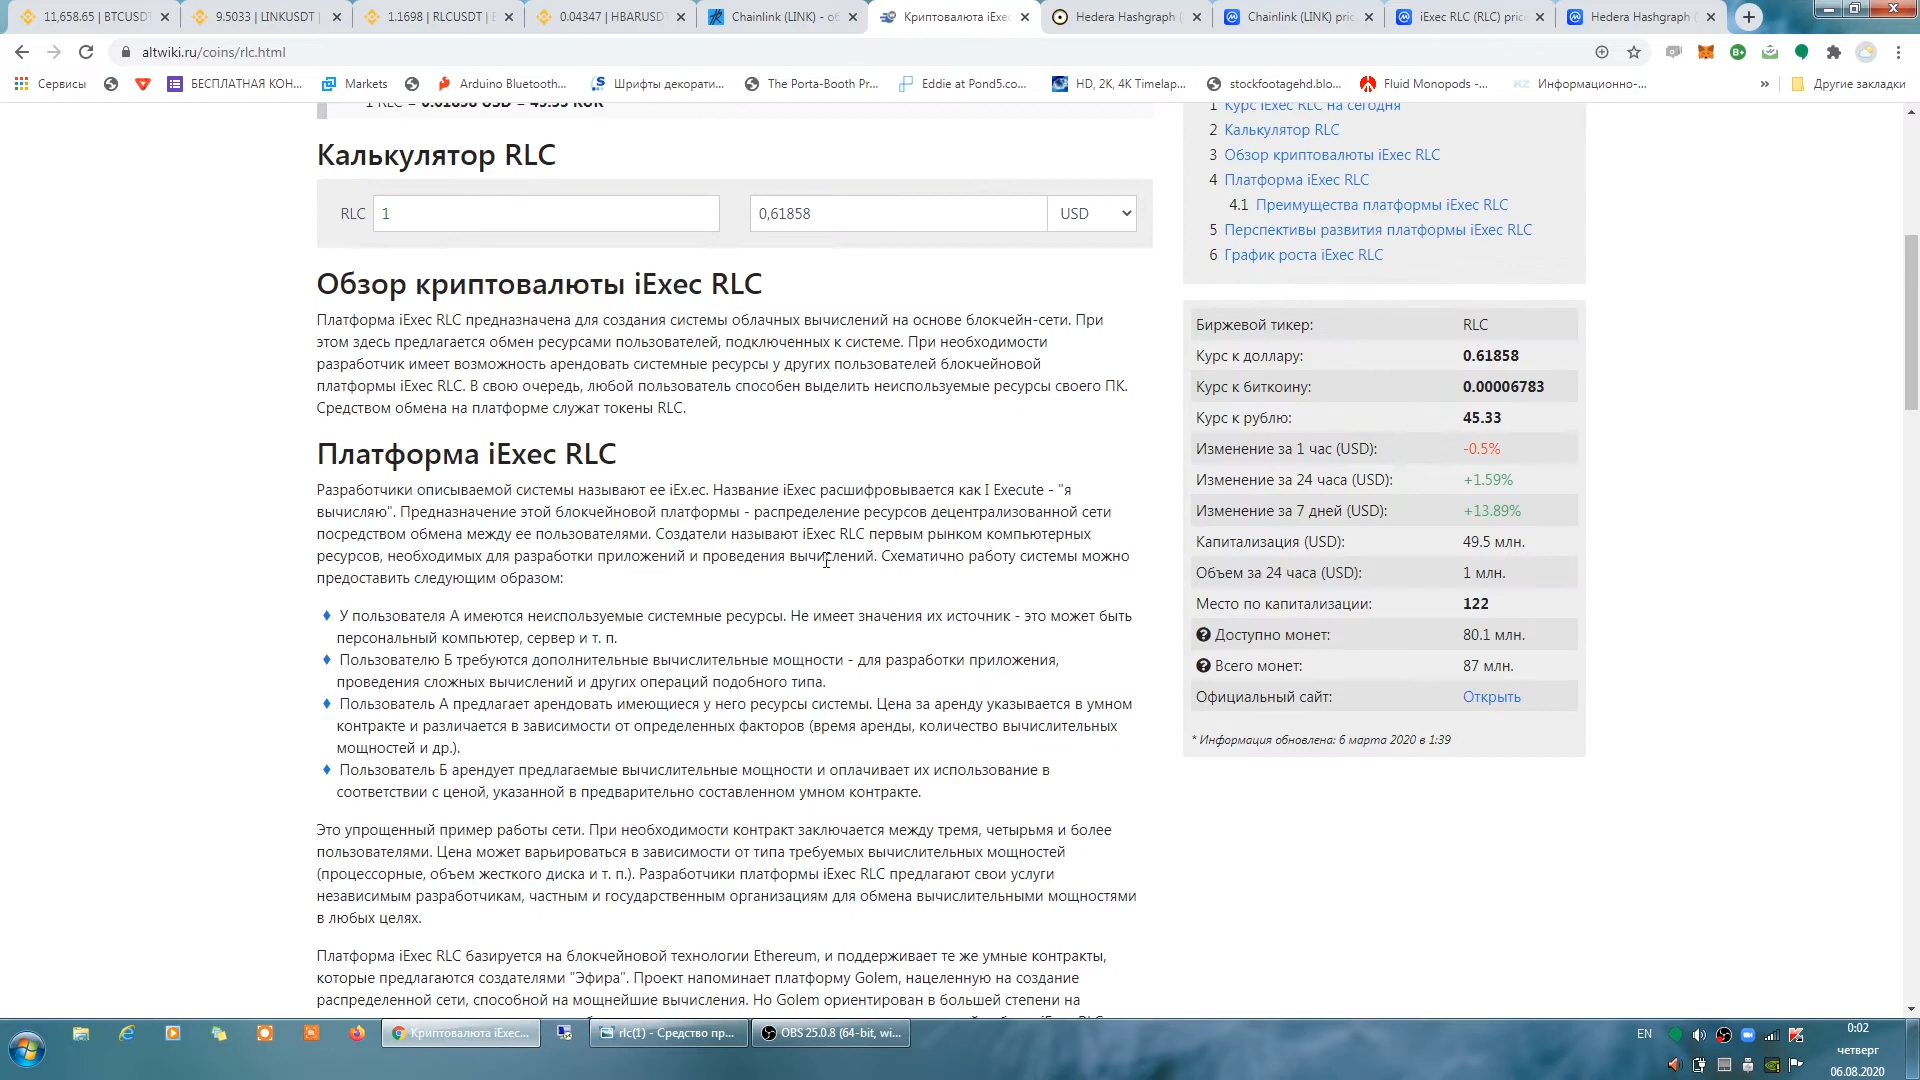 11,658.65 | BTCUSDT
9.5033 | LINKUSDT |
1.1698 | RLCUSDT |
0.04347 | HBARUSD
Chainlink (LINK) - об
Криптовалюта iExec
Hedera Hashgraph (
Chainlink (LINK) pric
iExec RLC (RLC) price
Hedera Hashgraph
altwiki.ru/coins/rlc.html
Сервисы
БЕСПЛАТНАЯ КОН...
Markets
Arduino Bluetooth...
Шрифты декорати...
The Porta-Booth Pr...
Eddie at Pond5.co...
HD, 2K, 4K Timelap...
stockfootagehd.blo...
Fluid Monopods -...
Информационно-...
»
Другие закладки
1 RLC = 0.61858 USD = 45.33 RUR
Калькулятор RLC
RLC 1 0,61858 USD
Обзор криптовалюты iExec RLC
Платформа iExec RLC предназначена для создания системы облачных вычислений на основе блокчейн-сети. При
этом здесь предлагается обмен ресурсами пользователей, подключенных к системе. При необходимости
разработчик имеет возможность арендовать системные ресурсы у других пользователей блокчейновой
платформы iExec RLC. В свою очередь, любой пользователь способен выделить неиспользуемые ресурсы своего ПК.
Средством обмена на платформе служат токены RLC.
Платформа iExec RLC
Разработчики описываемой системы называют ее iEx.ec. Название iExec расшифровывается как I Execute - "я
вычисляю". Предназначение этой блокчейновой платформы - распределение ресурсов децентрализованной сети
посредством обмена между ее пользователями. Создатели называют iExec RLC первым рынком компьютерных
ресурсов, необходимых для разработки приложений и проведения вычислений. Схематично работу системы можно
предоставить следующим образом:
У пользователя А имеются неиспользуемые системные ресурсы. Не имеет значения их источник - это может быть
персональный компьютер, сервер и т. п.
Пользователю Б требуются дополнительные вычислительные мощности - для разработки приложения,
проведения сложных вычислений и других операций подобного типа.
Пользователь А предлагает арендовать имеющиеся у него ресурсы системы. Цена за аренду указывается в умном
контракте и различается в зависимости от определенных факторов (время аренды, количество вычислительных
мощностей и др.).
Пользователь Б арендует предлагаемые вычислительные мощности и оплачивает их использование в
соответствии с ценой, указанной в предварительно составленном умном контракте.
Это упрощенный пример работы сети. При необходимости контракт заключается между тремя, четырьмя и более
пользователями. Цена может варьироваться в зависимости от типа требуемых вычислительных мощностей
(процессорные, объем жесткого диска и т. п.). Разработчики платформы iExec RLC предлагают свои услуги
независимым разработчикам, частным и государственным организациям для обмена вычислительными мощностями
в любых целях.
Платформа iExec RLC базируется на блокчейновой технологии Ethereum, и поддерживает те же умные контракты,
которые предлагаются создателями "Эфира". Проект напоминает платформу Golem, нацеленную на создание
распределенной сети, способной на мощнейшие вычисления. Но Golem ориентирован в большей степени на
1 Курс iExec RLC на сегодня
2 Калькулятор RLC
3 Обзор криптовалюты iExec RLC
4 Платформа iExec RLC
4.1 Преимущества платформы iExec RLC
5 Перспективы развития платформы iExec RLC
6 График роста iExec RLC
Биржевой тикер: RLC
Курс к доллару: 0.61858
Курс к биткоину: 0.00006783
Курс к рублю: 45.33
Изменение за 1 час (USD): -0.5%
Изменение за 24 часа (USD): +1.59%
Изменение за 7 дней (USD): +13.89%
Капитализация (USD): 49.5 млн.
Объем за 24 часа (USD): 1 млн.
Место по капитализации: 122
Доступно монет: 80.1 млн.
Всего монет: 87 млн.
Официальный сайт: Открыть
* Информация обновлена: 6 марта 2020 в 1:39
Криптовалюта iExec...
rlc(1) - Средство пр...
OBS 25.0.8 (64-bit, wi...
EN
0:02
четверг
06.08.2020